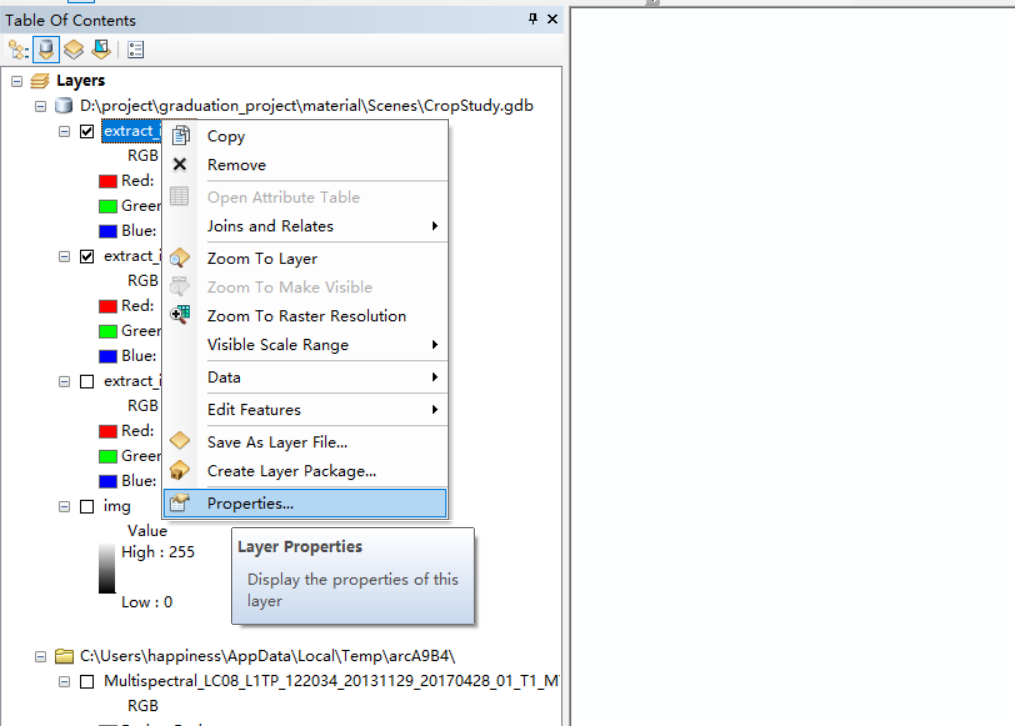 Table Of Contents
Layers
D:\project\graduation_project\material\Scenes\CropStudy.gdb
extract_i
RGB
Red:
Green
Blue:
extract_i
RGB
Red:
Green
Blue:
extract_i
RGB
Red:
Green
Blue:
img
Value
High : 255
Low : 0
Copy
Remove
Open Attribute Table
Joins and Relates
Zoom To Layer
Zoom To Make Visible
Zoom To Raster Resolution
Visible Scale Range
Data
Edit Features
Save As Layer File...
Create Layer Package...
Properties...
Layer Properties
Display the properties of this
layer
C:\Users\happiness\AppData\Local\Temp\arcA9B4\
Multispectral_LC08_L1TP_122034_20131129_20170428_01_T1_M
RGB